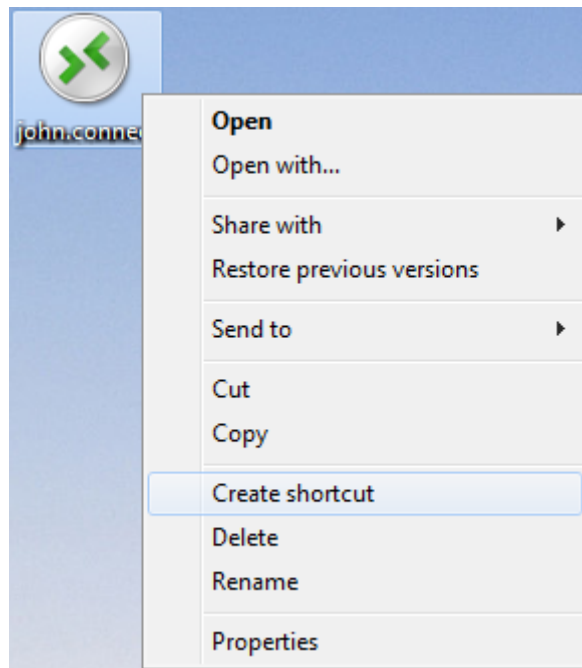 john.connec
Open
Open with...
Share with
Restore previous versions
Send to
Cut
Copy
Create shortcut
Delete
Rename
Properties